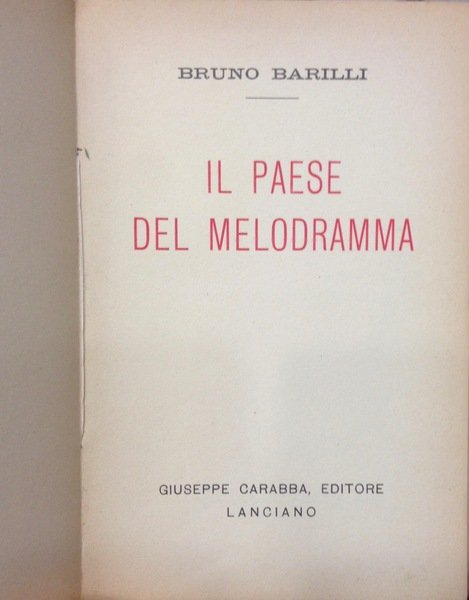 BRUNO BARILLI
IL PAESE
DEL MELODRAMMA
GIUSEPPE CARABBA, EDITORE
LANCIANO